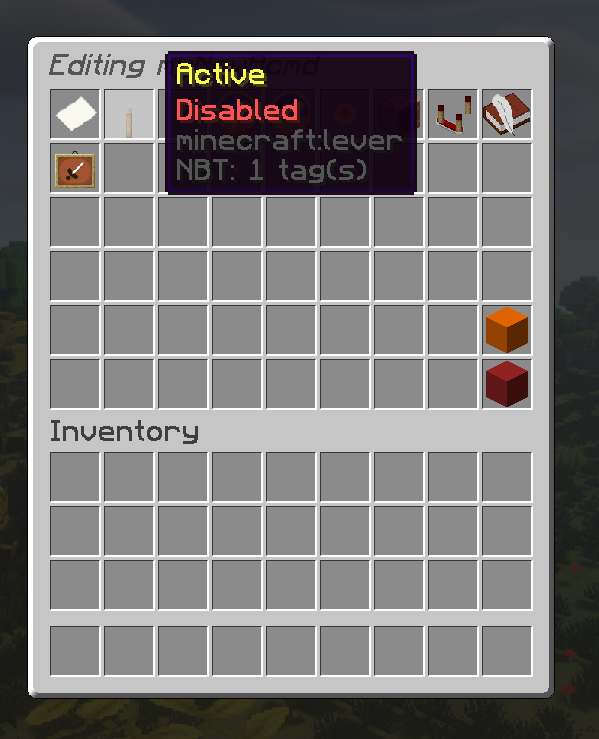 Editing
Active
Disabled
minecraft:lever
NBT: 1 tag(s)
Inventory